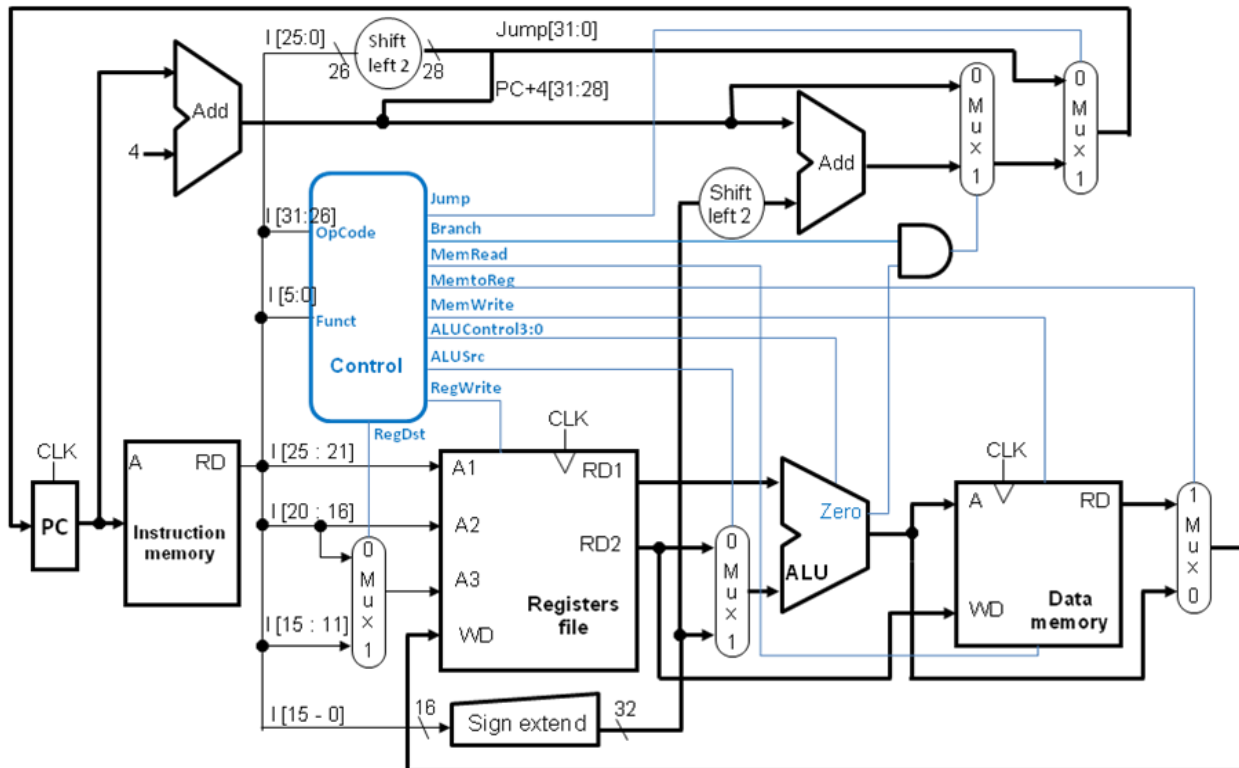 I [25:0]
26
Shift
left 2
28
Jump[31:0]
PC+4[31:28]
Add
4
Add
Shift
left 2
0
M
u
x
1
0
M
u
x
1
I [31:26]
OpCode
I [5:0]
Funct
Control
Jump
Branch
MemRead
MemtoReg
MemWrite
ALUControl3:0
ALUSrc
RegWrite
RegDst
CLK
PC
A
RD
Instruction
memory
I [25 : 21]
I [20 : 16]
I [15 : 11]
I [15 - 0]
0
M
u
x
1
CLK
A1
RD1
A2
RD2
A3
WD
Registers
file
16
Sign extend
32
0
M
u
x
1
Zero
ALU
CLK
A
RD
WD
Data
memory
1
M
u
x
0